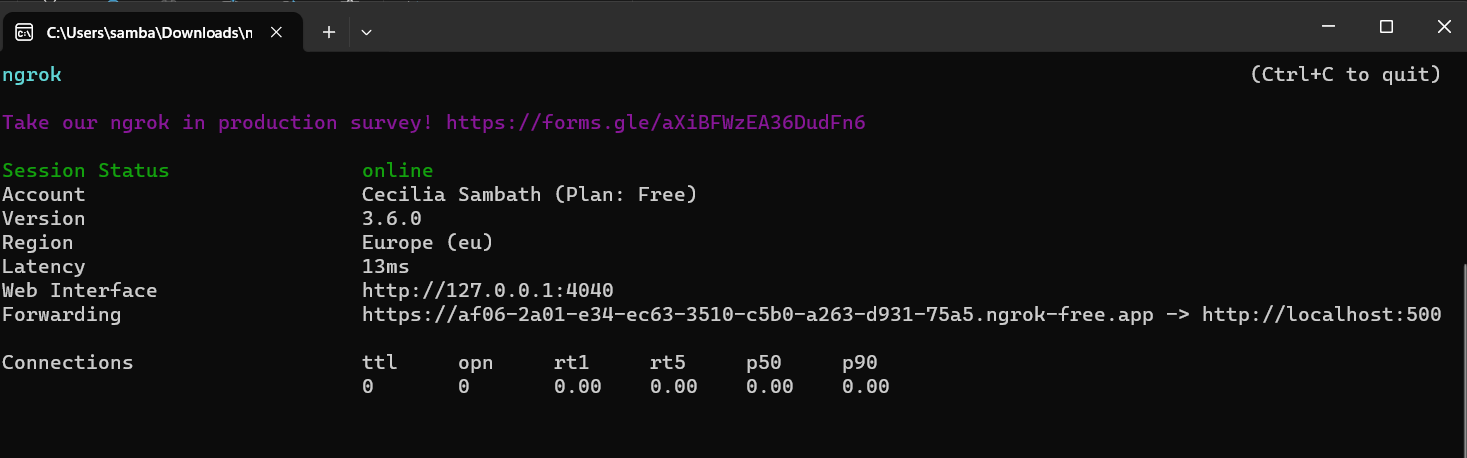 C:\Users\samba\Downloads\n
ngrok (Ctrl+C to quit)
Take our ngrok in production survey! https://forms.gle/aXiBFWzEA36DudFn6
Session Status online
Account Cecilia Sambath (Plan: Free)
Version 3.6.0
Region Europe (eu)
Latency 13ms
Web Interface http://127.0.0.1:4040
Forwarding https://af06-2a01-e34-ec63-3510-c5b0-a263-d931-75a5.ngrok-free.app -> http://localhost:500
Connections ttl opn rt1 rt5 p50 p90
0 0 0.00 0.00 0.00 0.00